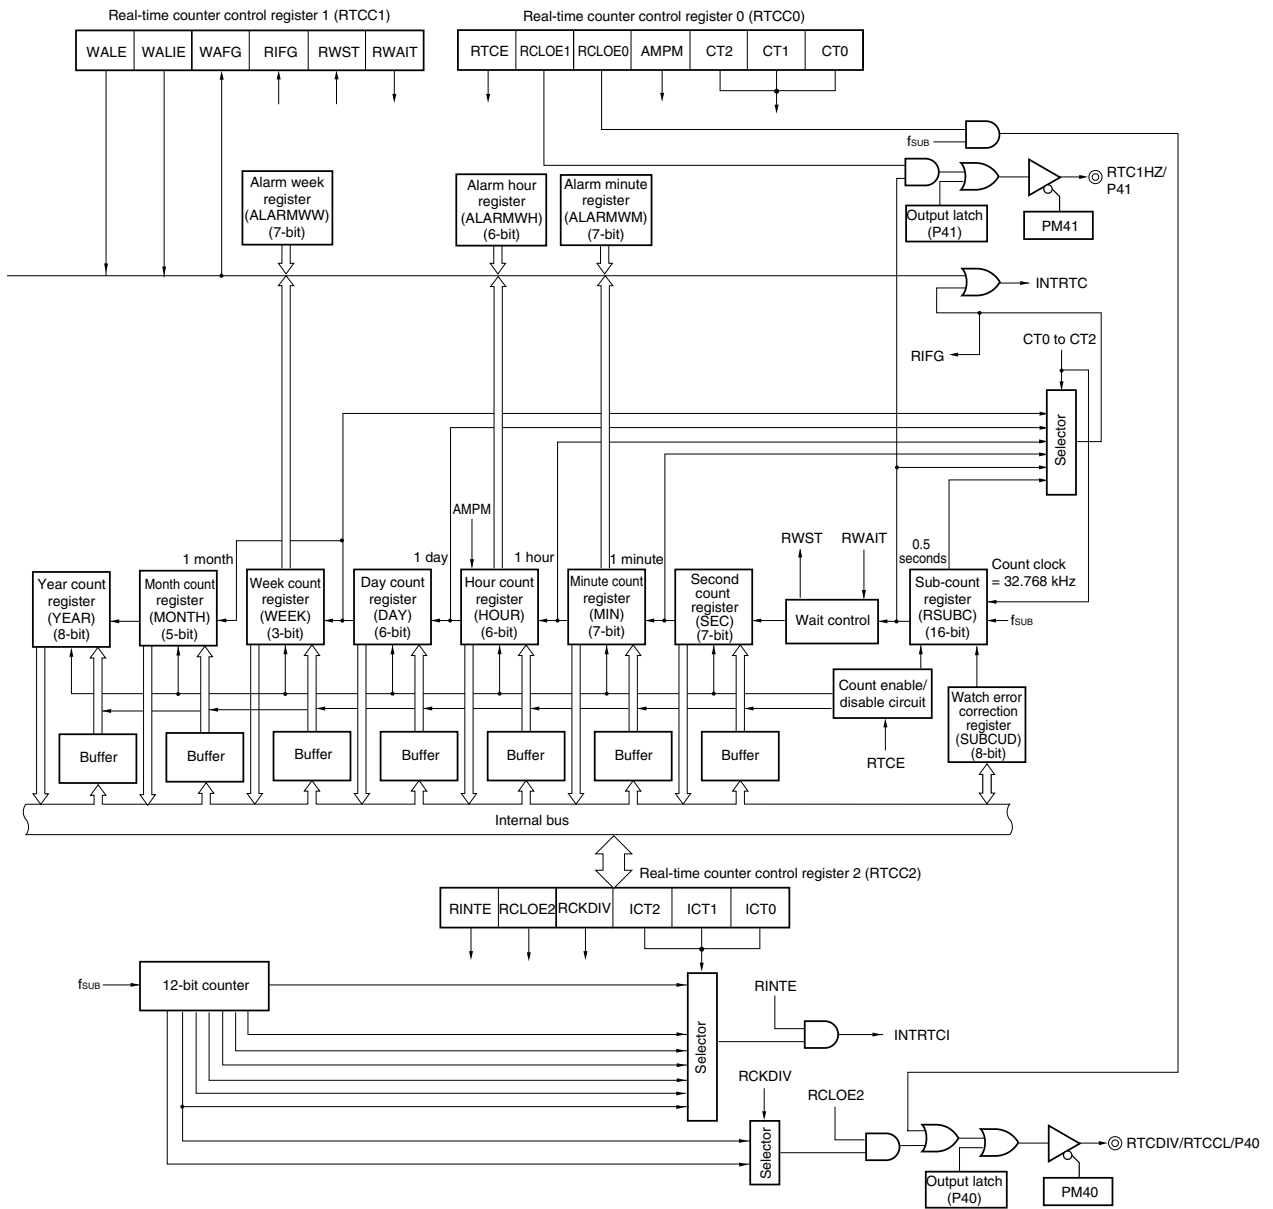 Real-time counter control register 1 (RTCC1)
Real-time counter control register 0 (RTCC0)
WALE WALIE WAFG RIFG RWST RWAIT
RTCE RCLOE1 RCLOE0 AMPM CT2 CT1 CT0
fSUB
RTC1HZ/
P41
Output latch
(P41)
PM41
Alarm week
register
(ALARMWW)
(7-bit)
Alarm hour
register
(ALARMWH)
(6-bit)
Alarm minute
register
(ALARMWM)
(7-bit)
INTRTC
RIFG
CT0 to CT2
Selector
AMPM
RWST
RWAIT
1 month
1 day
1 hour
1 minute
0.5
seconds
Count clock
= 32.768 kHz
fSUB
Year count
register
(YEAR)
(8-bit)
Month count
register
(MONTH)
(5-bit)
Week count
register
(WEEK)
(3-bit)
Day count
register
(DAY)
(6-bit)
Hour count
register
(HOUR)
(6-bit)
Minute count
register
(MIN)
(7-bit)
Second
count
register
(SEC)
(7-bit)
Wait control
Sub-count
register
(RSUBC)
(16-bit)
Count enable/
disable circuit
RTCE
Watch error
correction
register
(SUBCUD)
(8-bit)
Buffer
Buffer
Buffer
Buffer
Buffer
Buffer
Buffer
Internal bus
Real-time counter control register 2 (RTCC2)
RINTE RCLOE2 RCKDIV ICT2 ICT1 ICT0
fSUB
12-bit counter
Selector
RINTE
INTRTCI
RCKDIV
Selector
RCLOE2
RTCDIV/RTCCL/P40
Output latch
(P40)
PM40